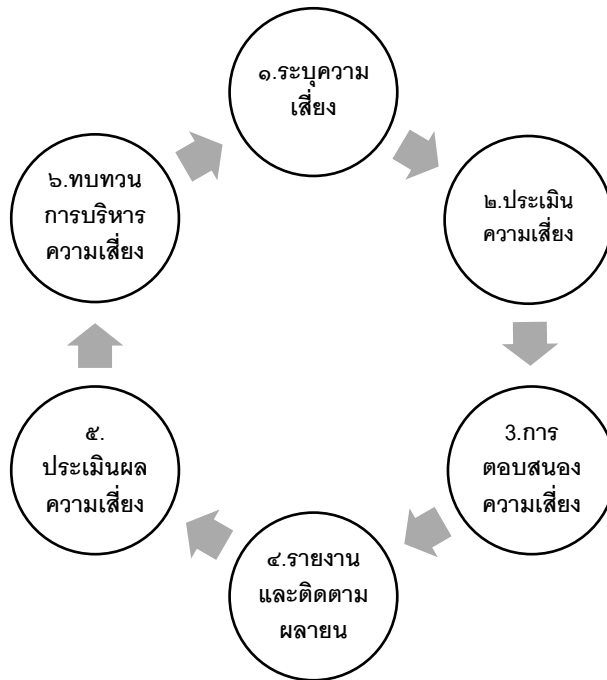 ๑.ระบุความ
เสี่ยง
๒.ประเมิน
ความเสี่ยง
3.การ
ตอบสนอง
ความเสี่ยง
๔.รายงาน
และติดตาม
ผลายน
๕.
ประเมินผล
ความเสี่ยง
๖.ทบทวน
การบริหาร
ความเสี่ยง